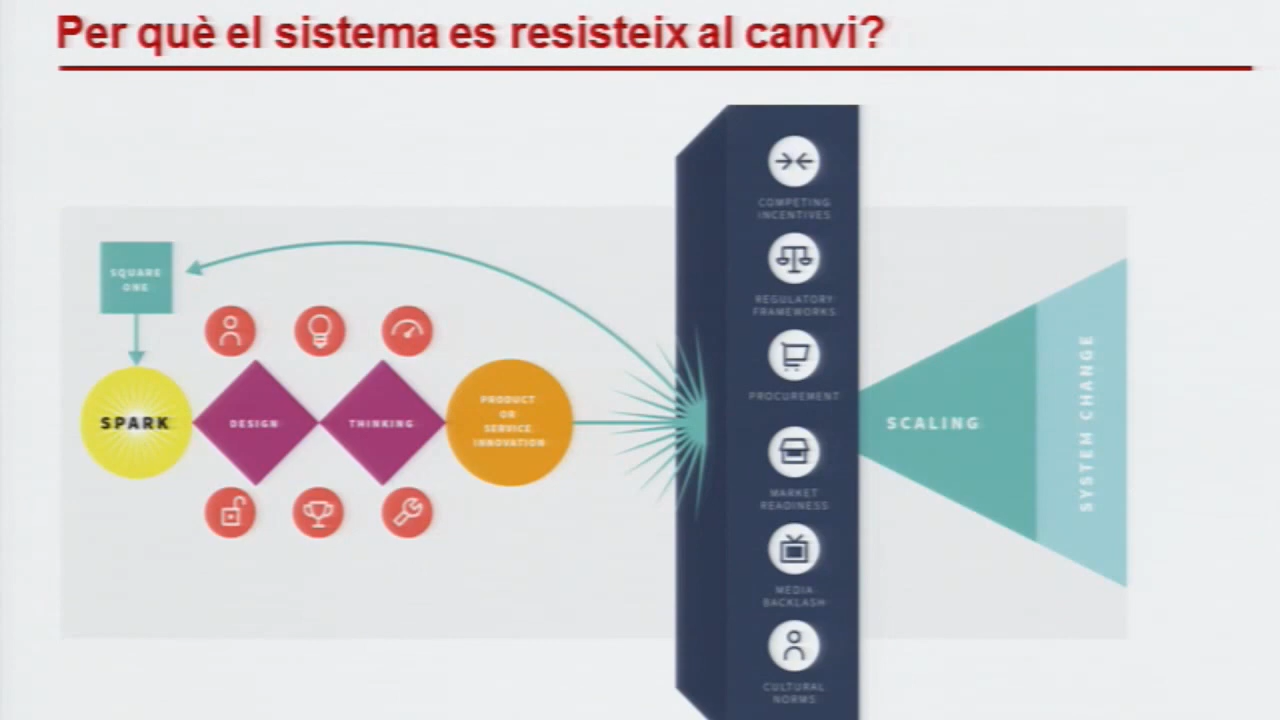 Per què el sistema es resisteix al canvi?
SQUARE
ONE
SPARK
DESIGN
THINKING
PRODUCT
OR
SERVICE
INNOVATION
COMPETING
INCENTIVES
REGULATORY
FRAMEWORKS
PROCUREMENT
MARKET
READINESS
MEDIA
BACKLASH
CULTURAL
NORMS
SCALING
SYSTEM CHANGE